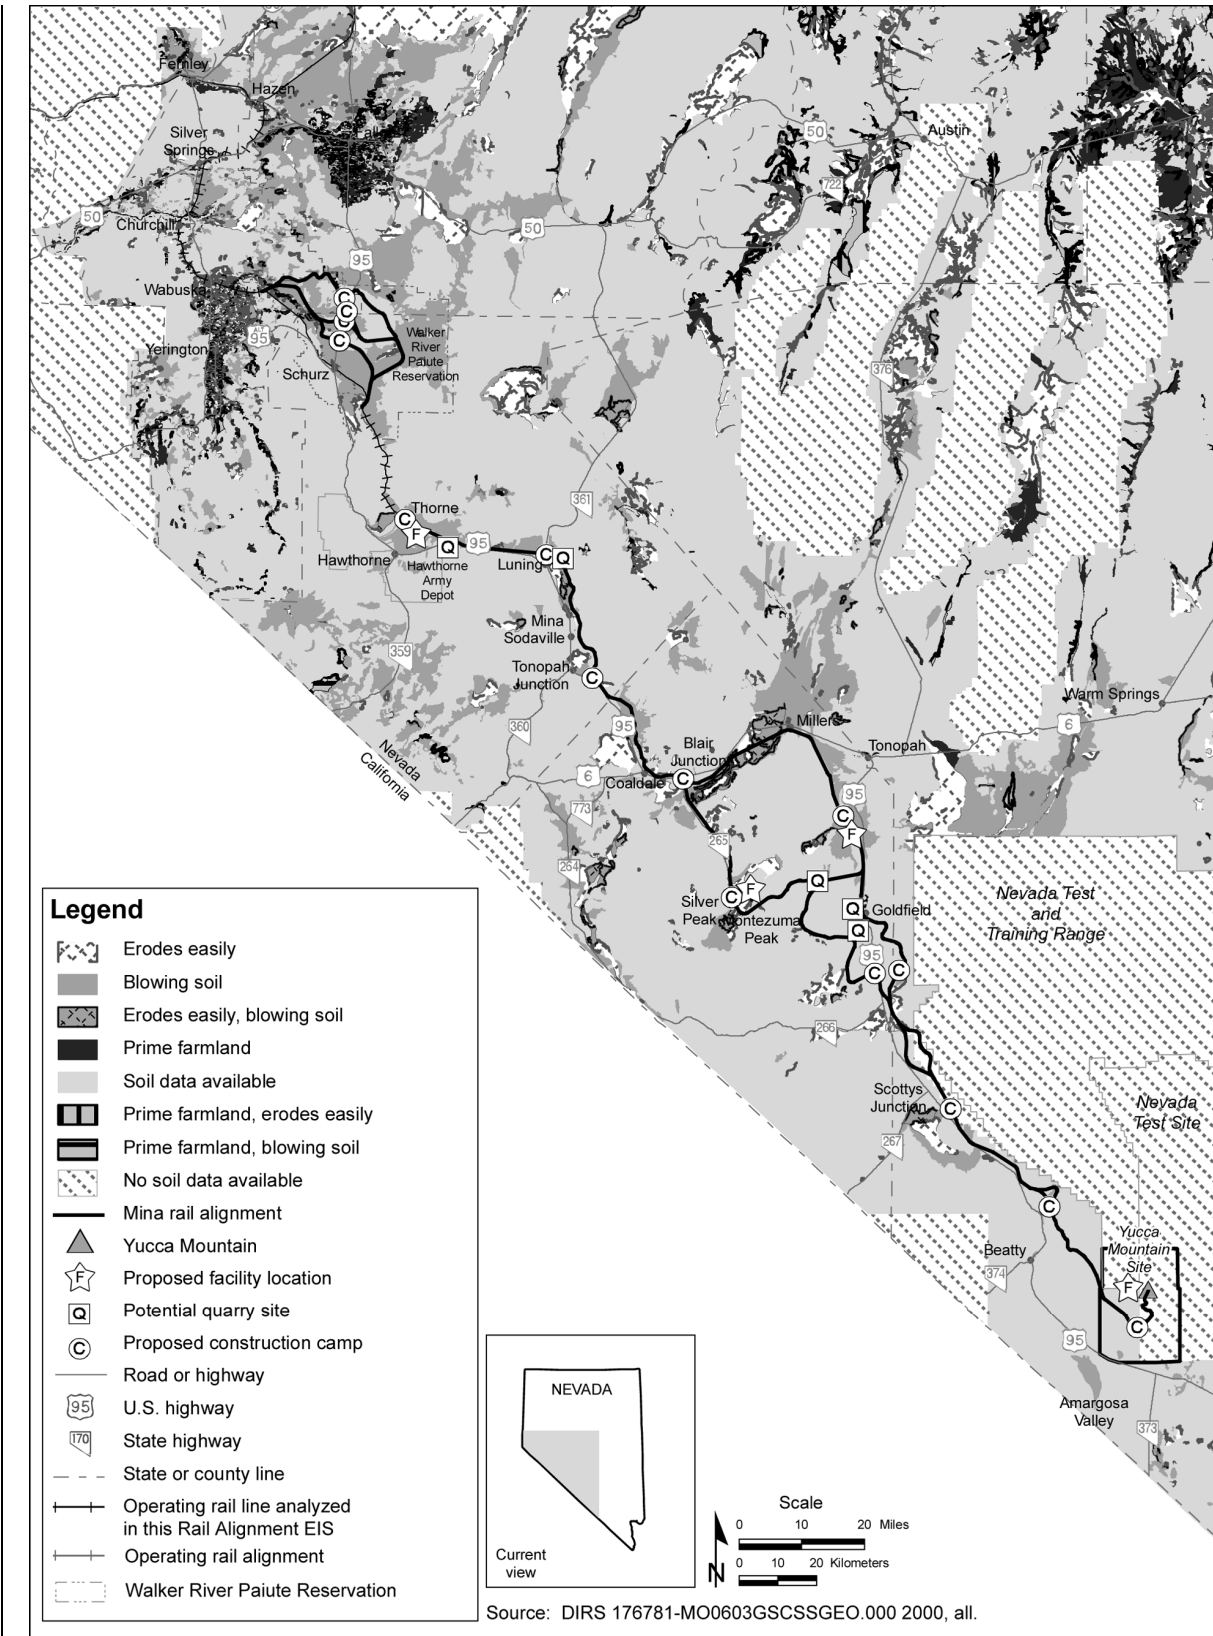 Fernley
Hazen
Silver
Springs
50
Austin
722
50
Churchill
50
95
Wabuska
C
C
C
ALT
95
Yerington
Walker
River
Paiute
Reservation
Schurz
376
361
Thorne
C
F
Q
95
C
Q
Hawthorne
Hawthorne
Army
Depot
Luning
Mina
Sodaville
359
Tonopah
Junction
C
Warm Springs
6
360
95
Millers
Blair
Junction
Tonopah
Nevada
California
6
Coaldale
C
773
95
C
F
265
264
Q
Nevada Test
and
Training Range
F
C
Silver
Peak
Q
Goldfield
Montezuma
Peak
Q
95
C
C
266
Scottys
Junction
C
Nevada
Test Site
267
C
Yucca
Mountain
Site
Beatty
374
F
C
95
Amargosa
Valley
373
Legend
Erodes easily
Blowing soil
Erodes easily, blowing soil
Prime farmland
Soil data available
Prime farmland, erodes easily
Prime farmland, blowing soil
No soil data available
Mina rail alignment
Yucca Mountain
F Proposed facility location
Q Potential quarry site
C Proposed construction camp
Road or highway
95 U.S. highway
170 State highway
State or county line
Operating rail line analyzed
in this Rail Alignment EIS
Operating rail alignment
Walker River Paiute Reservation
NEVADA
Current
view
N
Scale
0 10 20 Miles
0 10 20 Kilometers
Source: DIRS 176781-MO0603GSCSSGEO.000 2000, all.